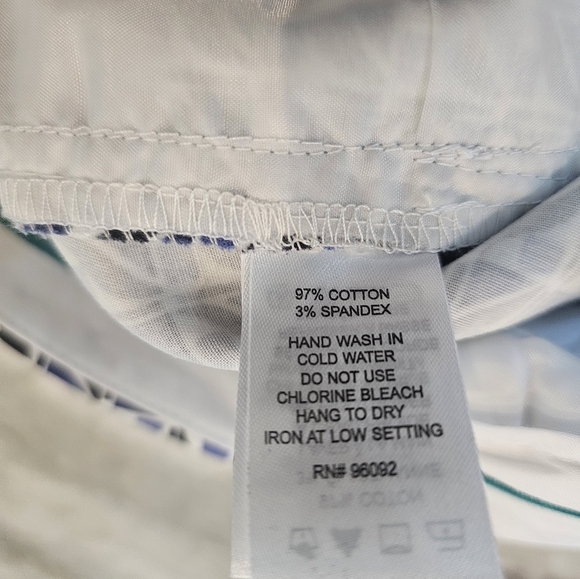 97% COTTON
3% SPANDEX
HAND WASH IN
COLD WATER
DO NOT USE
CHLORINE BLEACH
HANG TO DRY
IRON AT LOW SETTING
RN# 96092